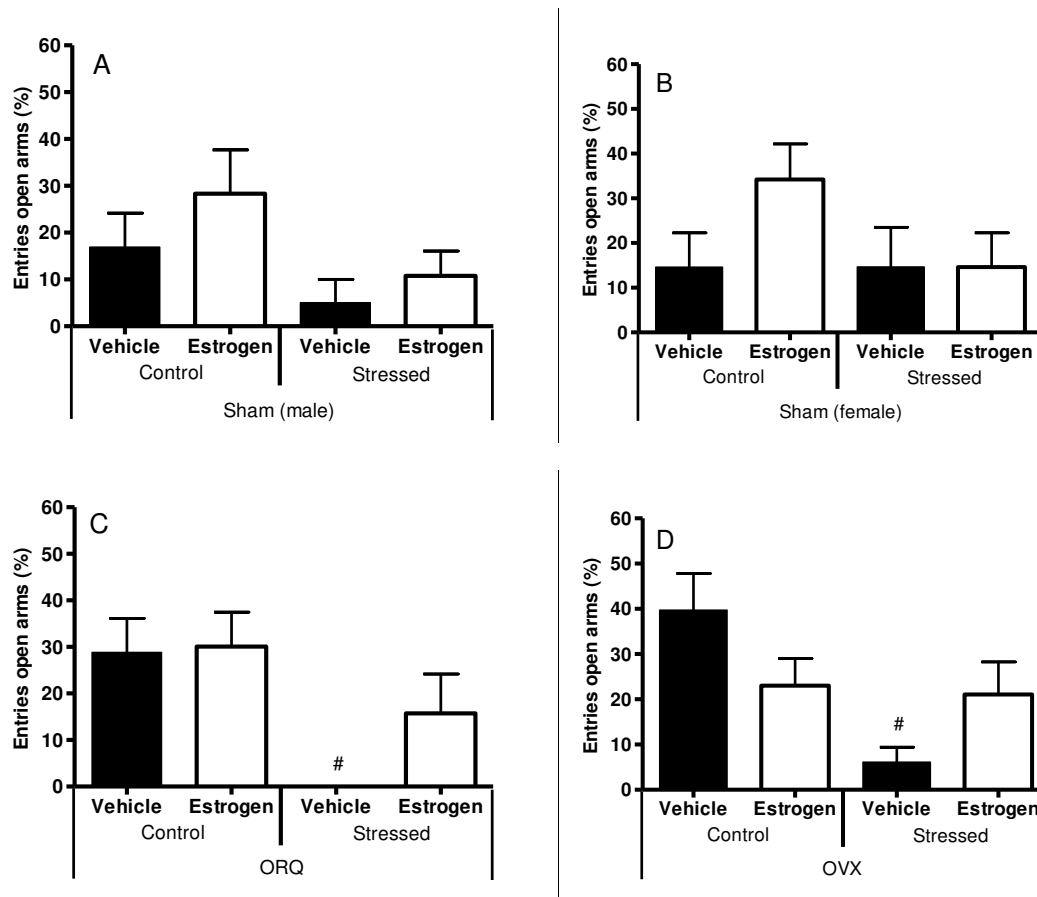 A
Entries open arms (%)
60
50
40
30
20
10
0
Vehicle Estrogen Vehicle Estrogen
Control Stressed
Sham (male)
B
Entries open arms (%)
60
50
40
30
20
10
0
Vehicle Estrogen Vehicle Estrogen
Control Stressed
Sham (female)
C
Entries open arms (%)
60
50
40
30
20
10
0
#
Vehicle Estrogen Vehicle Estrogen
Control Stressed
ORQ
D
Entries open arms (%)
60
50
40
30
20
10
0
#
Vehicle Estrogen Vehicle Estrogen
Control Stressed
OVX